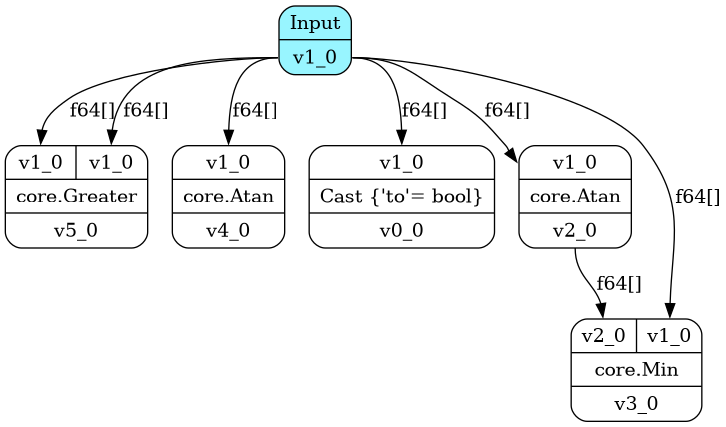 Input
v1_0
f64[]
f64[]
f64[]
f64[]
f64[]
f64[]
v1_0 v1_0
core.Greater
v5_0
v1_0
core.Atan
v4_0
v1_0
Cast {'to'= bool}
v0_0
v1_0
core.Atan
v2_0
f64[]
v2_0 v1_0
core.Min
v3_0